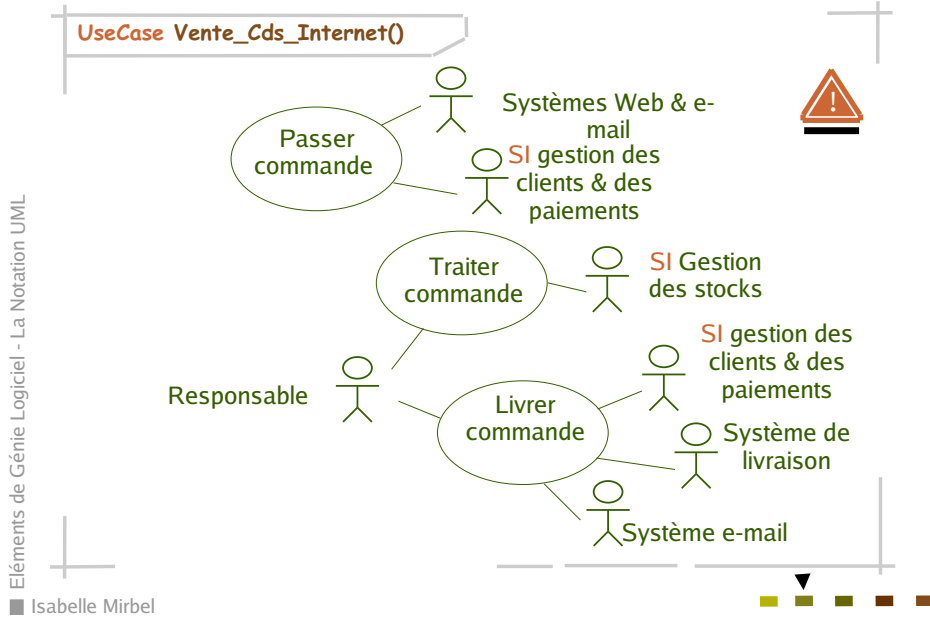 UseCase Vente_Cds_Internet()
!
Systèmes Web & e-
mail
Passer
commande
SI gestion des
clients & des
paiements
Traiter
commande
SI Gestion
des stocks
SI gestion des
clients & des
paiements
Responsable
Livrer
commande
Système de
livraison
Système e-mail
Eléments de Génie Logiciel - La Notation UML
Isabelle Mirbel